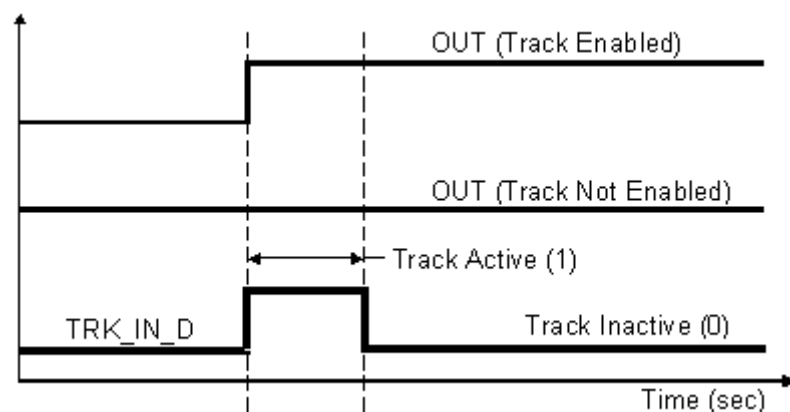 OUT (Track Enabled)
OUT (Track Not Enabled)
Track Active (1)
TRK_IN_D
Track Inactive (0)
Time (sec)